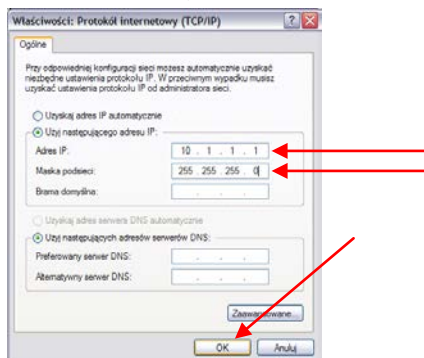 Właściwości: Protokół internetowy (TCP/IP)
Ogólne
Przy odpowiedniej konfiguracji sieci możesz automatycznie uzyskać
niezbędne ustawienia protokołu IP. W przeciwnym wypadku musisz
uzyskać ustawienia protokołu IP od administratora sieci.
Uzyskaj adres IP automatycznie
Użyj następującego adresu IP:
Adres IP: 10 . 1 . 1 . 1
Maska podsieci: 255 . 255 . 255 . 0
Brama domyślna: . . .
Uzyskaj adres serwera DNS automatycznie
Użyj następujących adresów serwerów DNS:
Preferowany serwer DNS: . . .
Alternatywny serwer DNS: . . .
Zaawansowane...
OK Anuluj